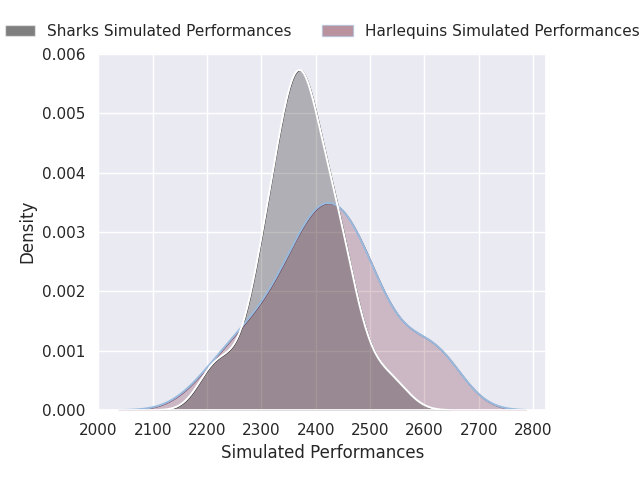 Sharks Simulated Performances Harlequins Simulated Performances
0.006
0.005
0.004
0.003
0.002
0.001
0.000
Density
2000 2100 2200 2300 2400 2500 2600 2700 2800
Simulated Performances